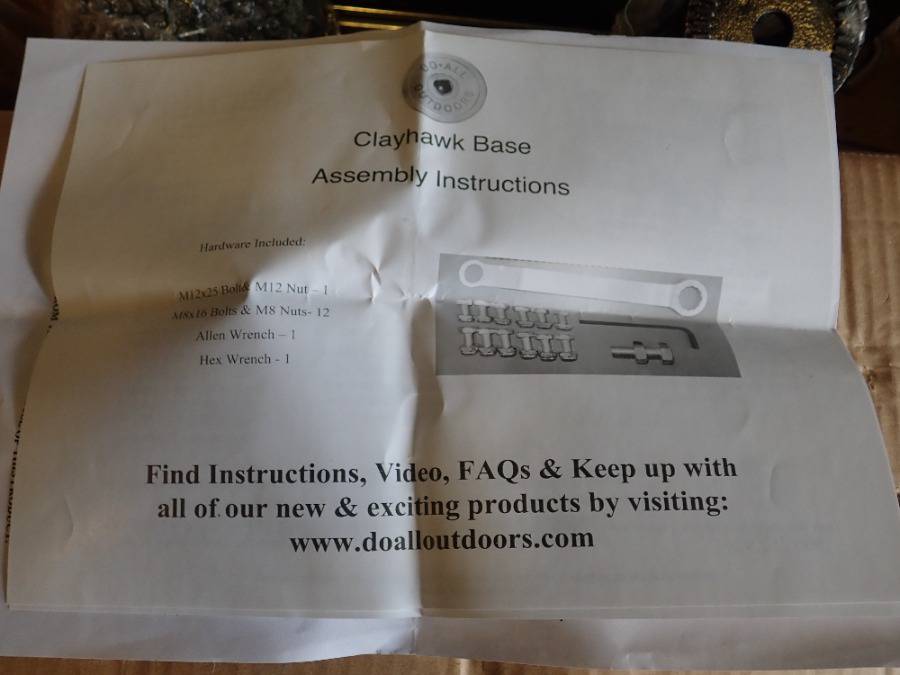 DO-ALL
OUTDOORS
Clayhawk Base
Assembly Instructions
Hardware Included:
M12x25 Bolt& M12 Nut – 1
M8x16 Bolts & M8 Nuts- 12
Allen Wrench – 1
Hex Wrench - 1
Find Instructions, Video, FAQs & Keep up with
all of our new & exciting products by visiting:
www.doalloutdoors.com